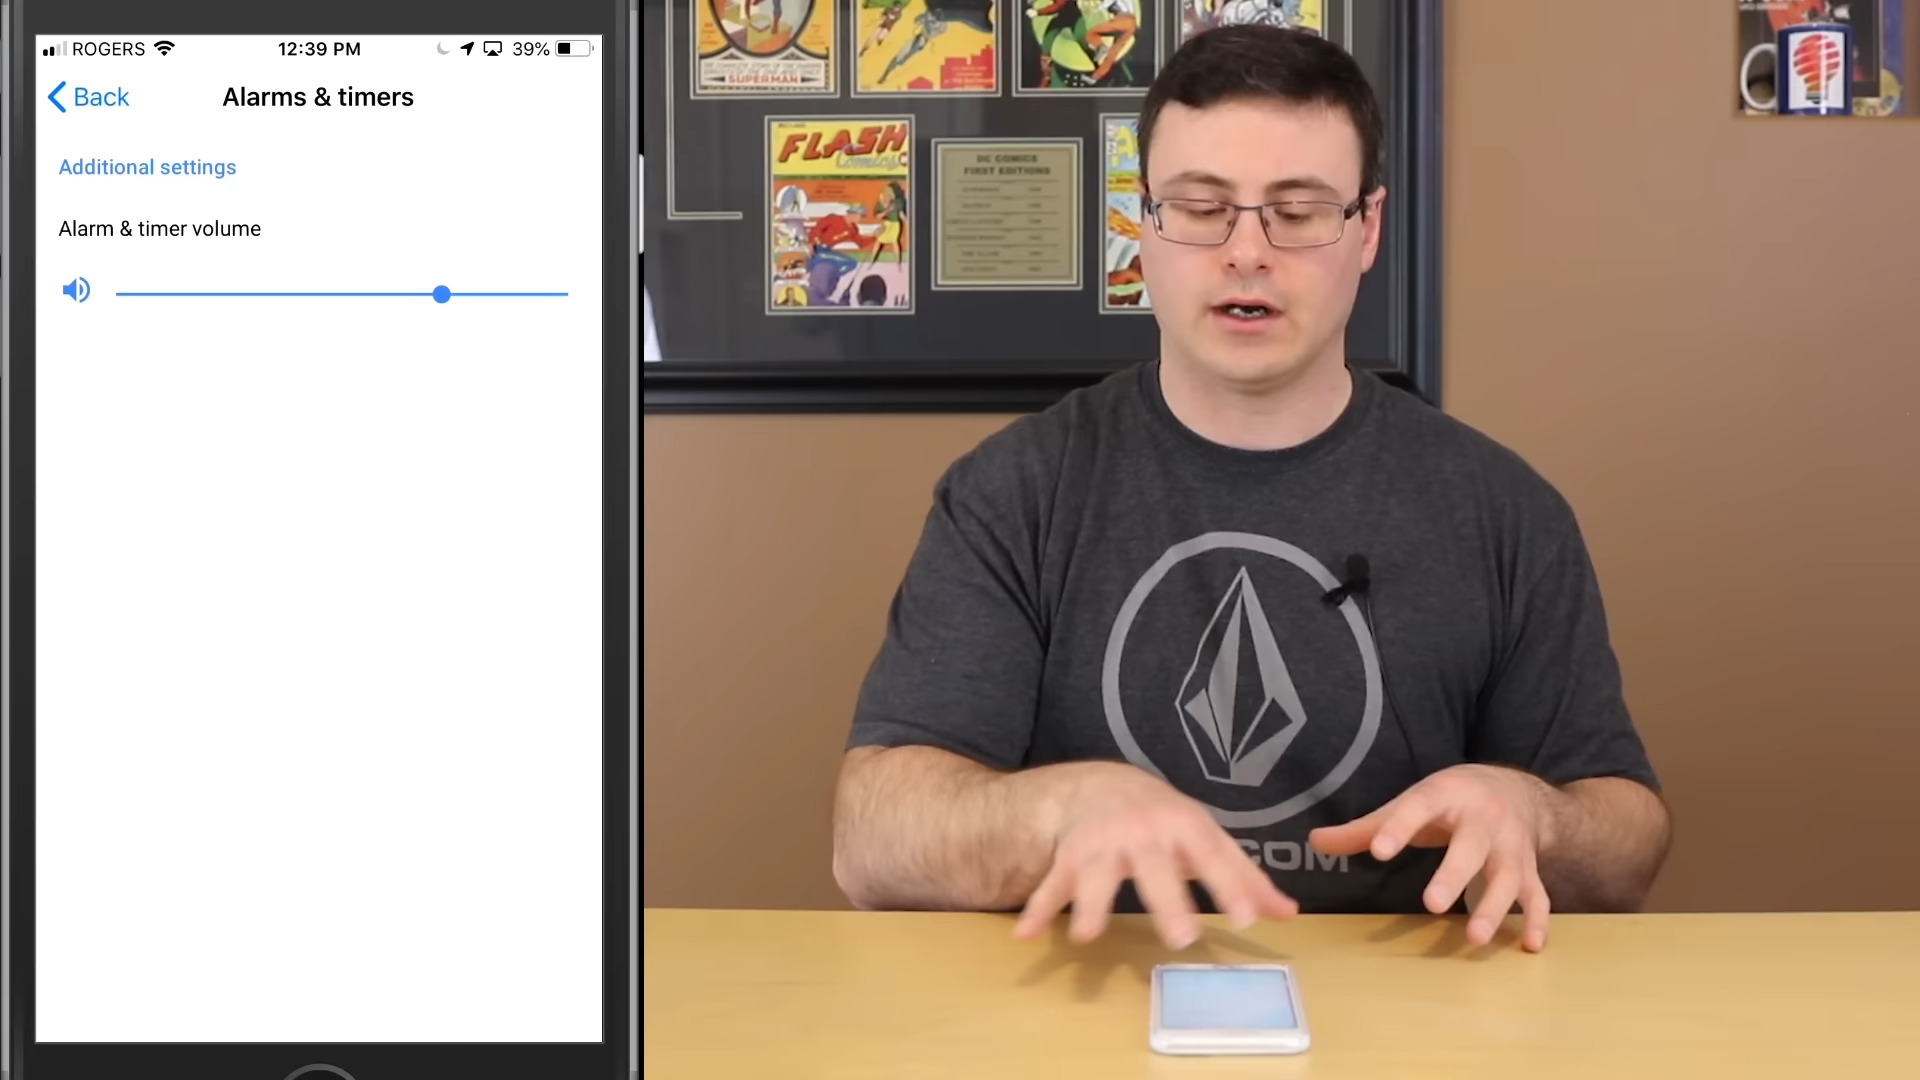 ROGERS
12:39 PM
39%
Back
Alarms & timers
Additional settings
Alarm & timer volume
SUPERMAN
FLASH
Comics
DC COMICS
FIRST EDITIONS
COM